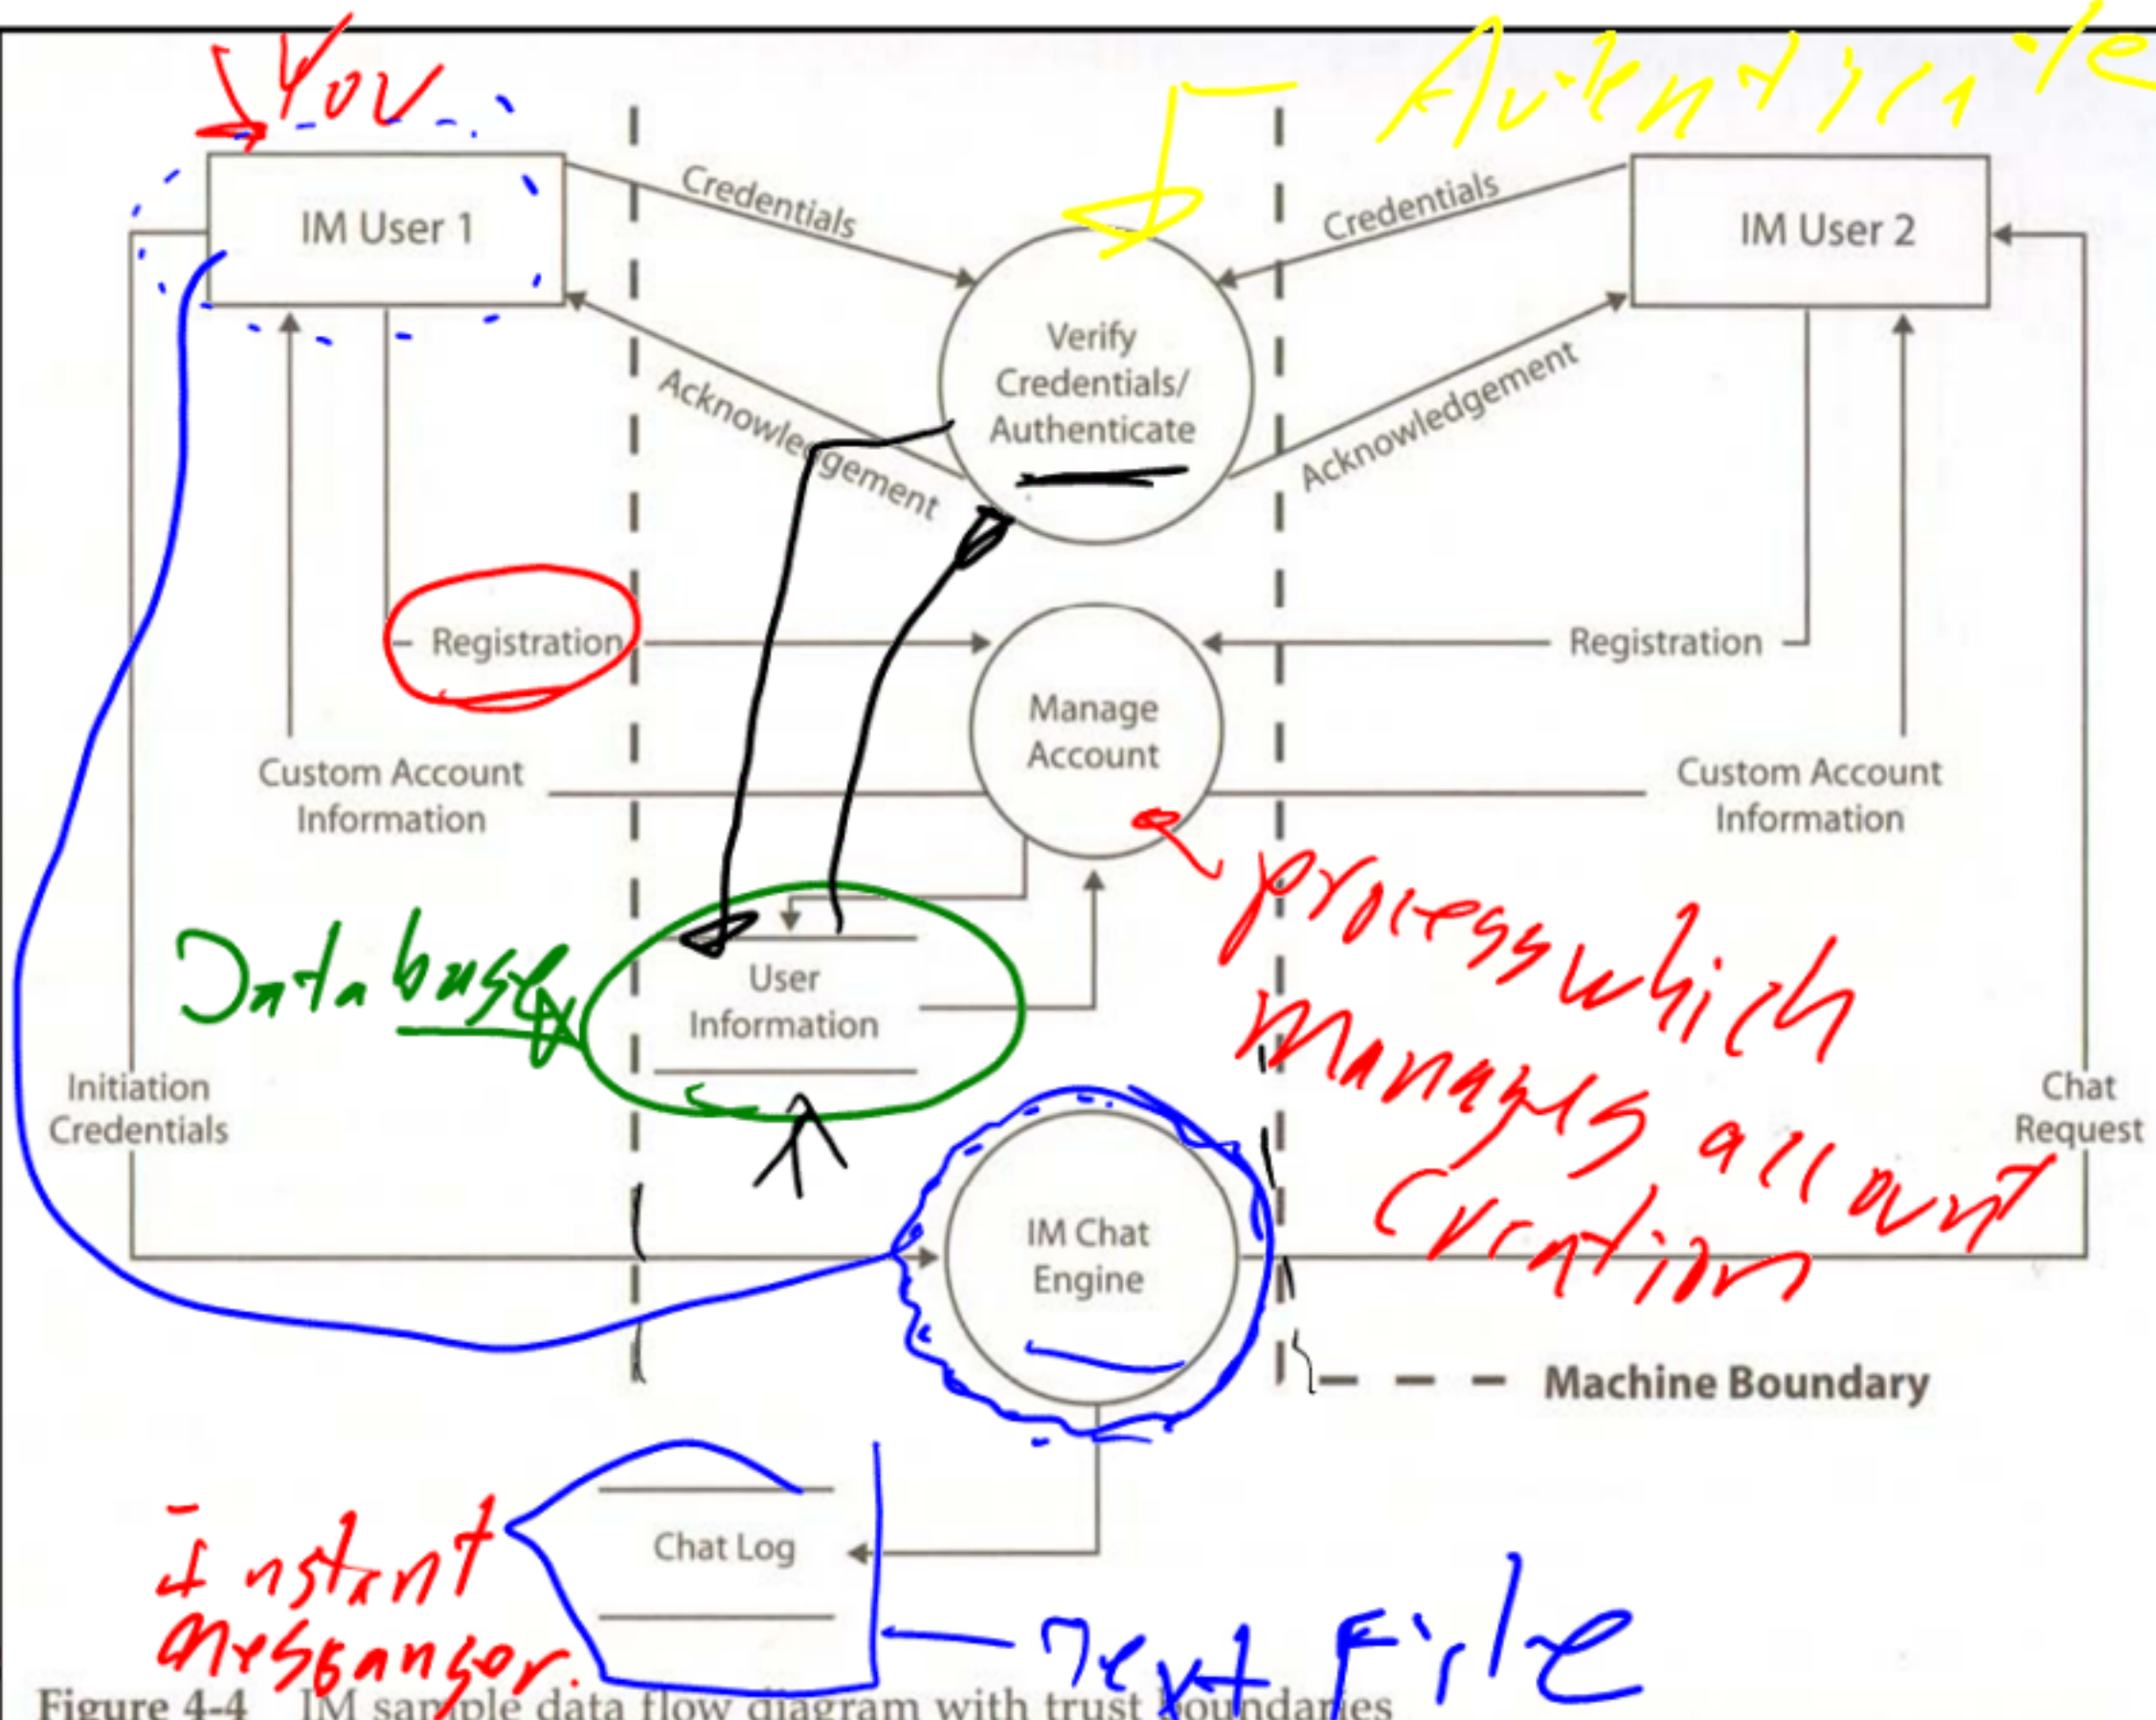 You
Autenticate
IM User 1
Credentials
Credentials
IM User 2
Verify
Credentials/
Authenticate
Acknowledgement
Acknowledgement
Registration
Registration
Manage
Account
Custom Account
Information
Custom Account
Information
process which
Manages account
Creation
Database
User
Information
Initiation
Credentials
Chat
Request
IM Chat
Engine
Machine Boundary
Chat Log
Instant
Messanger.
Text File
Figure 4-4 IM sample data flow diagram with trust boundaries